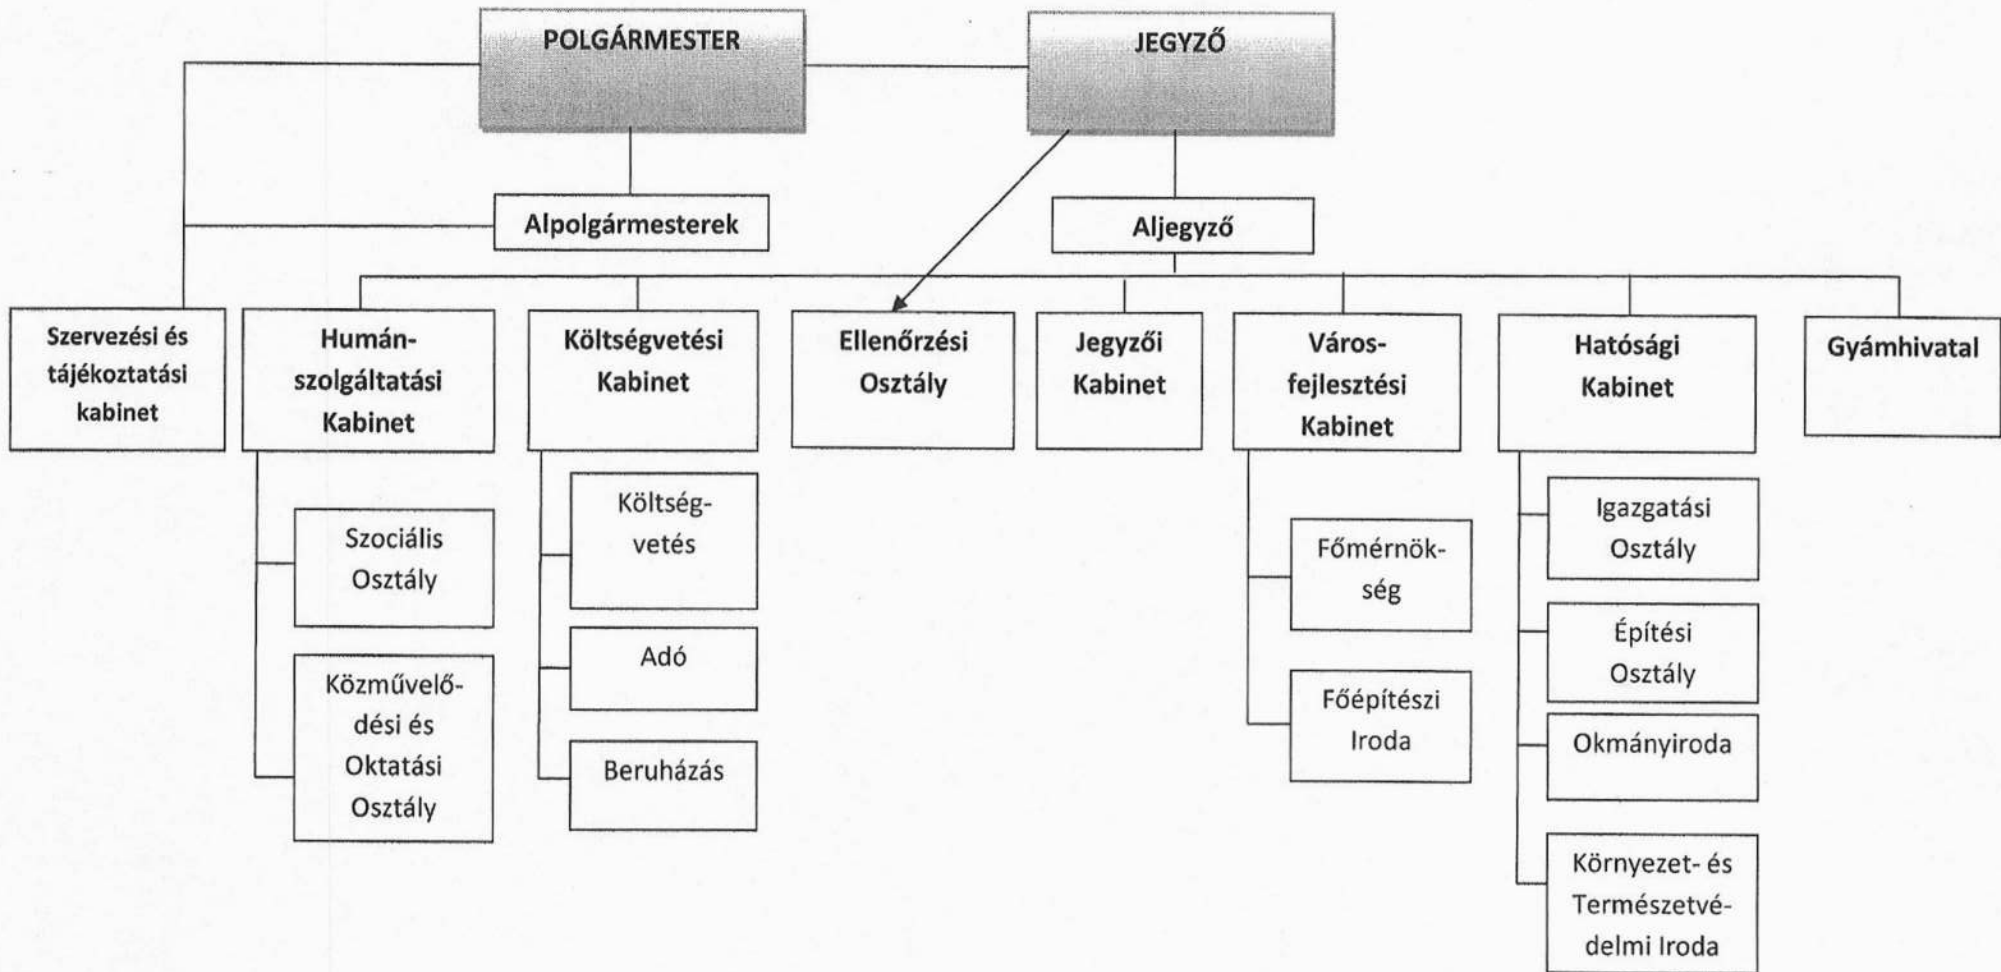 POLGÁRMESTER
JEGYZŐ
Alpolgármesterek
Aljegyző
Szervezési és
tájékoztatási
kabinet
Humán-
szolgáltatási
Kabinet
Költségvetési
Kabinet
Ellenőrzési
Osztály
Jegyzői
Kabinet
Város-
fejlesztési
Kabinet
Hatósági
Kabinet
Gyámhivatal
Szociális
Osztály
Közművelő-
dési és
Oktatási
Osztály
Költség-
vetés
Adó
Beruházás
Főmérnök-
ség
Főépítészi
Iroda
Igazgatási
Osztály
Építési
Osztály
Okmányiroda
Környezet- és
Természetvé-
delmi Iroda